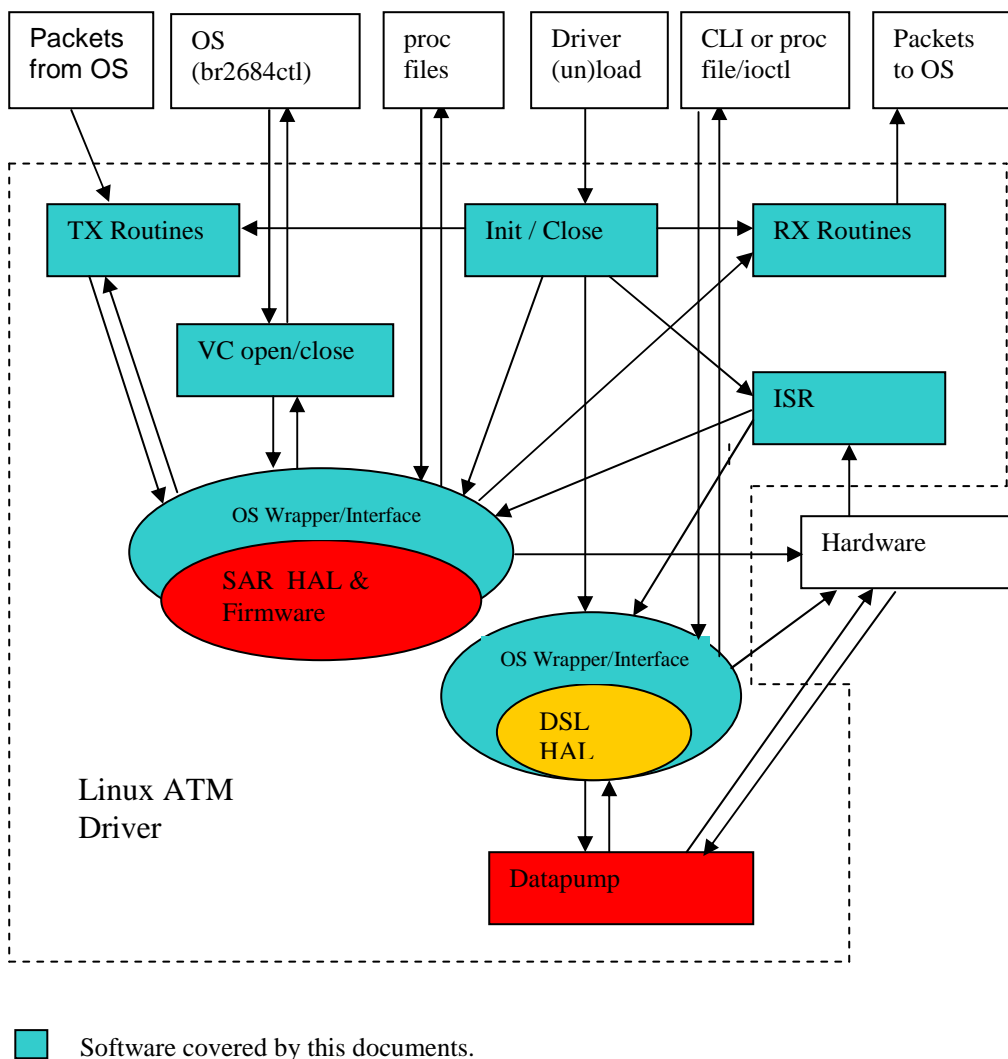 Packets
from OS
OS
(br2684ctl)
proc
files
Driver
(un)load
CLI or proc
file/ioctl
Packets
to OS
TX Routines
Init / Close
RX Routines
VC open/close
ISR
OS Wrapper/Interface
SAR HAL &
Firmware
Hardware
OS Wrapper/Interface
DSL
HAL
Linux ATM
Driver
Datapump
Software covered by this documents.